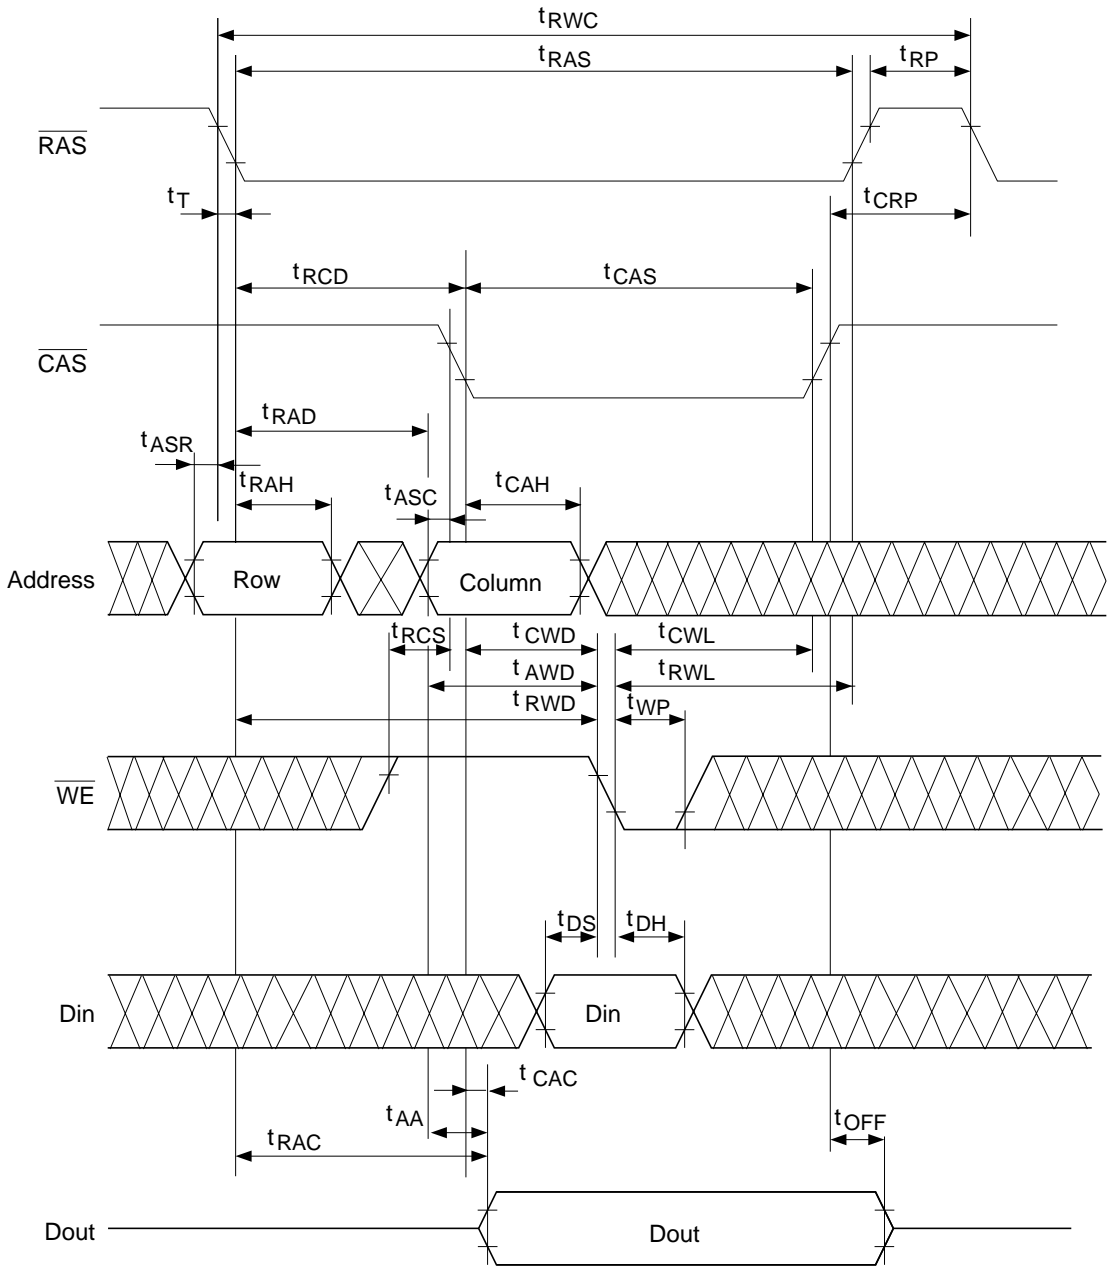 tRWC
tRAS
tRP
RAS
tT
tCRP
tRCD
tCAS
CAS
tRAD
tASR
tRAH
tASC
tCAH
Address
Row
Column
tRCS
tCWD
tCWL
tAWD
tRWL
tRWD
tWP
WE
tDS
tDH
Din
Din
tCAC
tAA
tOFF
tRAC
Dout
Dout